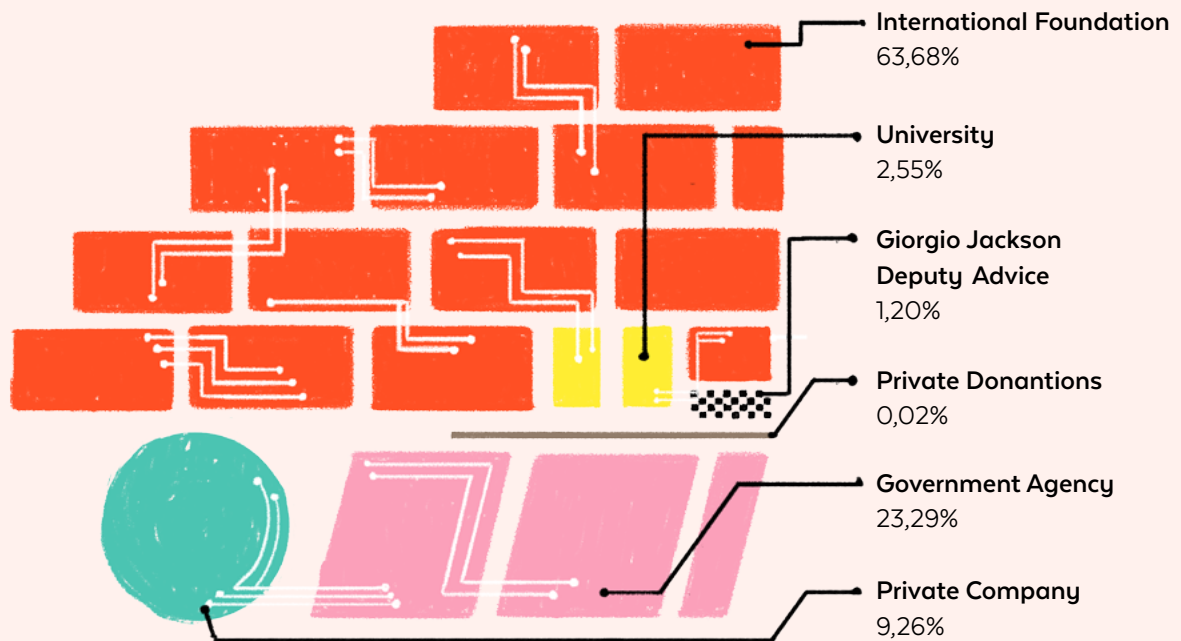 International Foundation
63,68%
University
2,55%
Giorgio Jackson
Deputy Advice
1,20%
Private Donantions
0,02%
Government Agency
23,29%
Private Company
9,26%